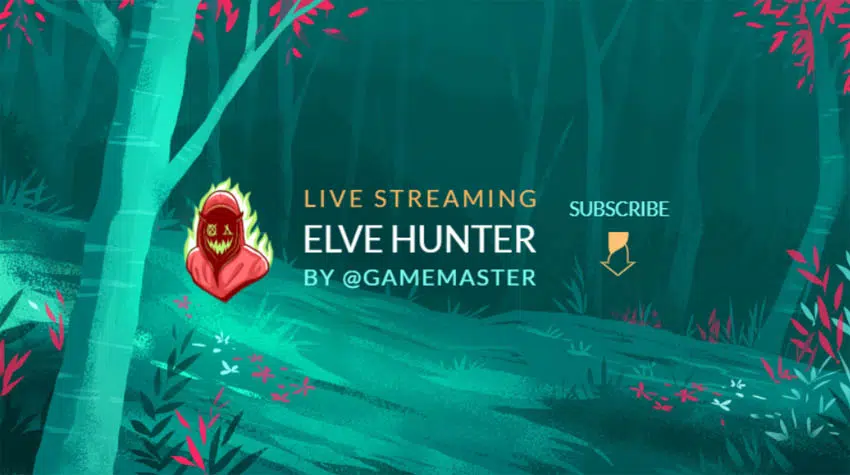 LIVE STREAMING
ELVE HUNTER
BY @GAMEMASTER
SUBSCRIBE